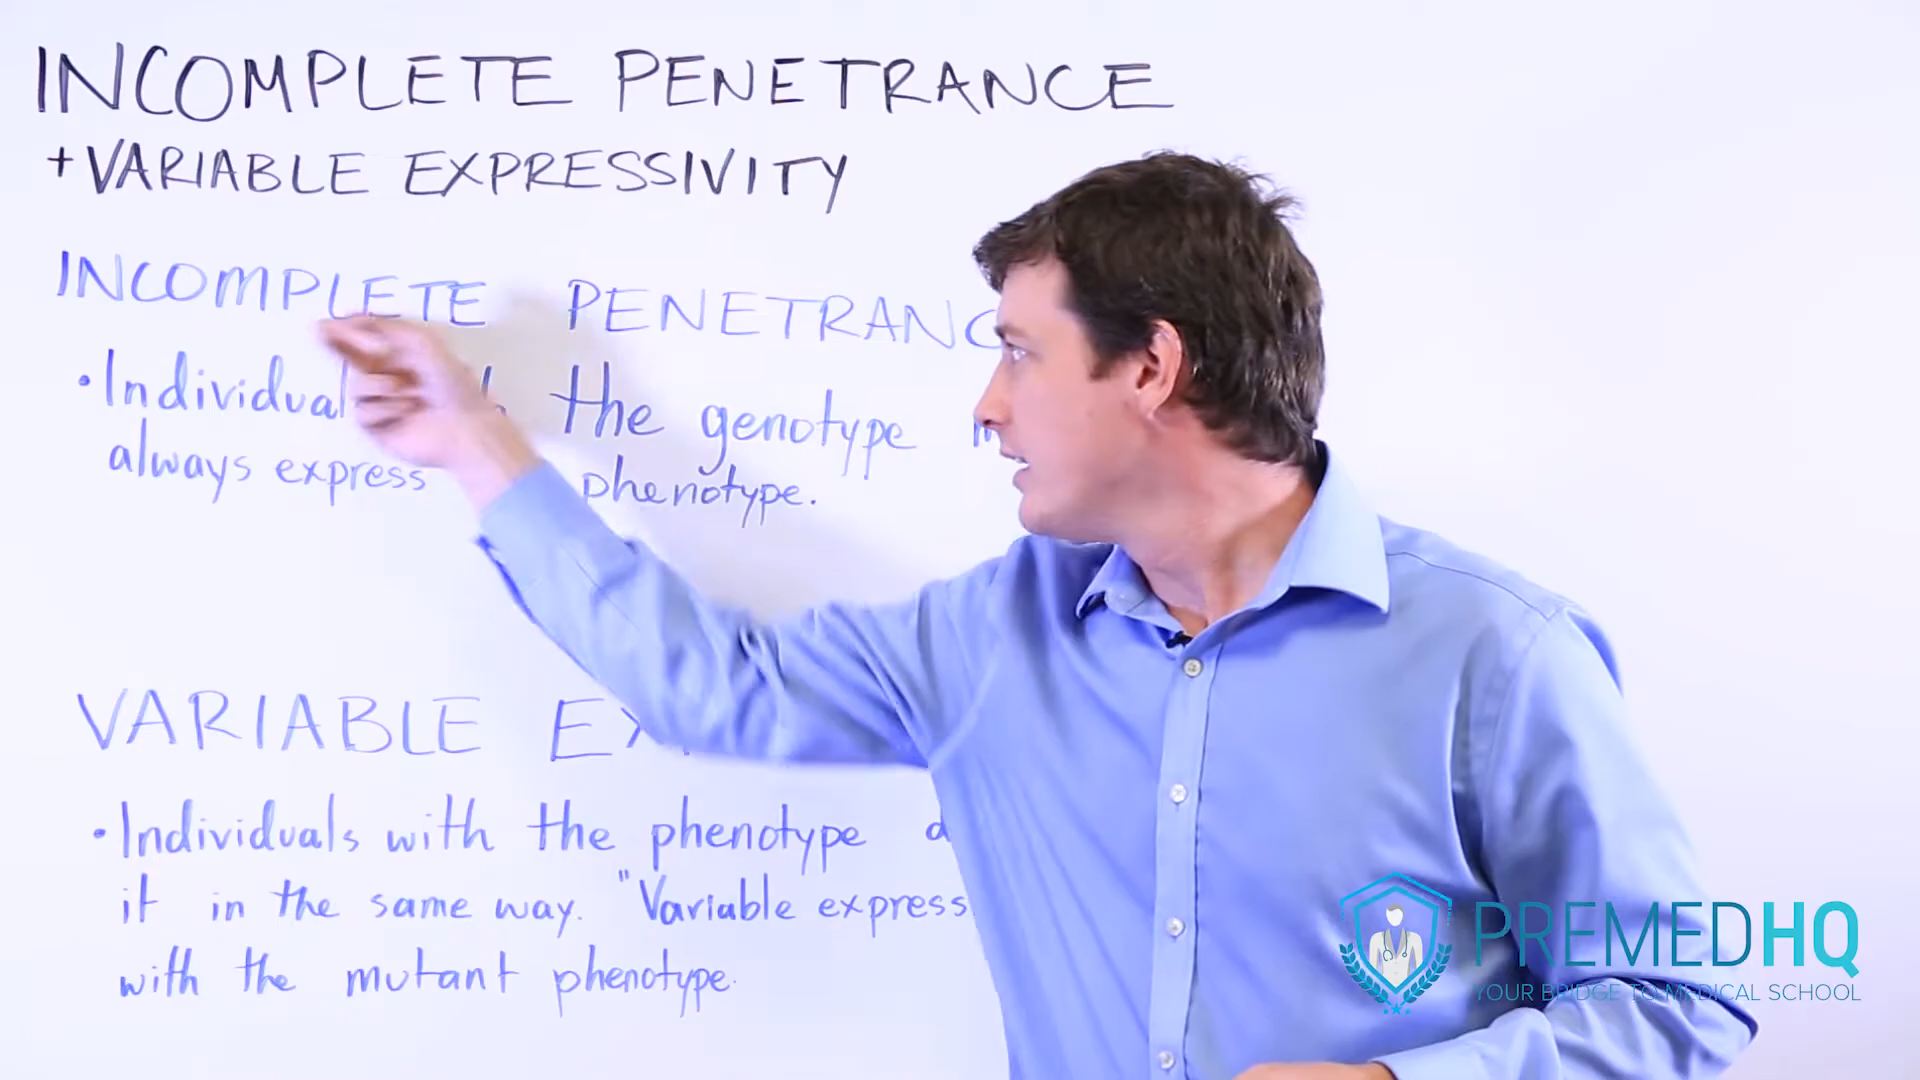 INCOMPLETE PENETRANCE
+ VARIABLE EXPRESSIVITY
INCOMPLETE PENETRANC
• Individual the genotype
always express phenotype.
VARIABLE EX
• Individuals with the phenotype
it in the same way. "Variable express
with the mutant phenotype.
PREMEDHQ
YOUR BRIDGE TO MEDICAL SCHOOL